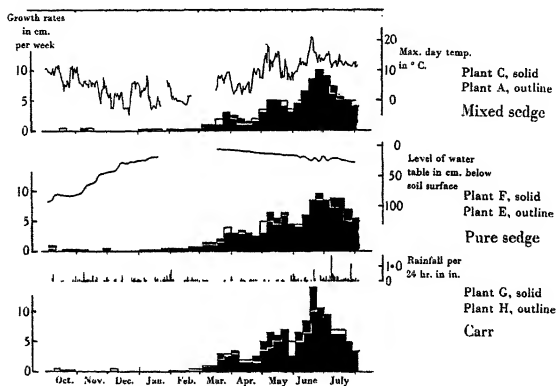 Growth rates
in cm.
per week
10
5
0
20
10
0
Max. day temp.
in °C.
Plant C, solid
Plant A, outline
Mixed sedge
10
5
0
0
50
100
Level of water
table in cm. below
soil surface
Plant F, solid
Plant E, outline
Pure sedge
1·0
0
Rainfall per
24 hr. in in.
10
5
0
Plant G, solid
Plant H, outline
Carr
Oct. Nov. Dec. Jan. Feb. Mar. Apr. May June July